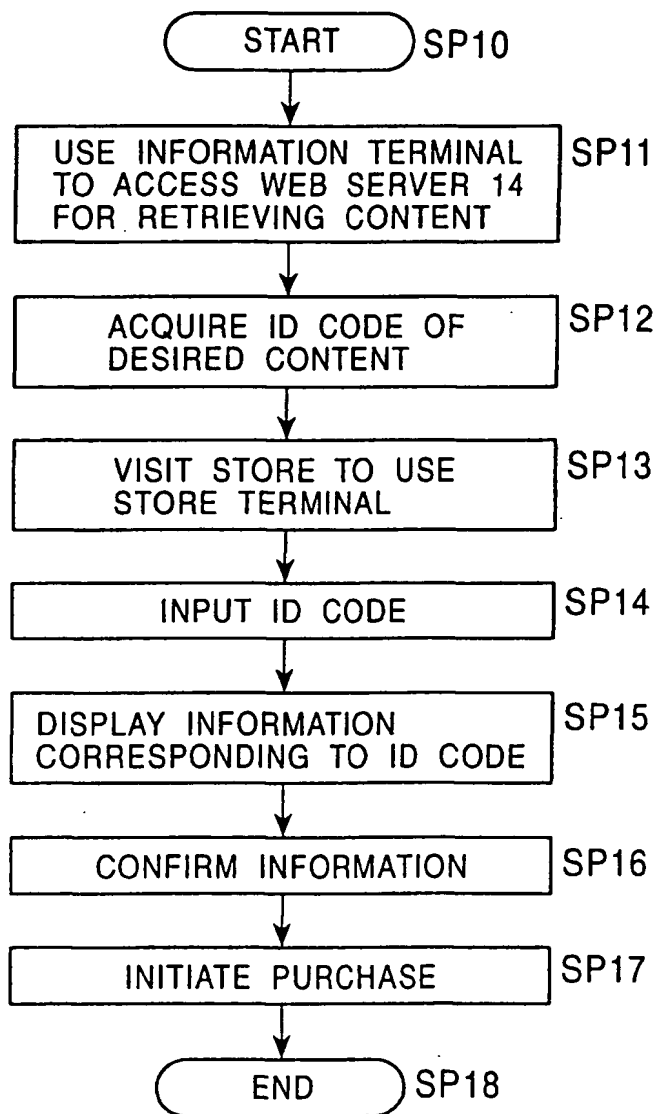 START SP10
USE INFORMATION TERMINAL SP11
TO ACCESS WEB SERVER 14
FOR RETRIEVING CONTENT
ACQUIRE ID CODE OF SP12
DESIRED CONTENT
VISIT STORE TO USE SP13
STORE TERMINAL
INPUT ID CODE SP14
DISPLAY INFORMATION SP15
CORRESPONDING TO ID CODE
CONFIRM INFORMATION SP16
INITIATE PURCHASE SP17
END SP18